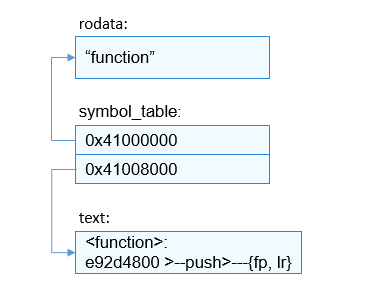 rodata:
“function”
symbol_table:
0x41000000
0x41008000
text:
<function>:
e92d4800 >--push>---{fp, lr}